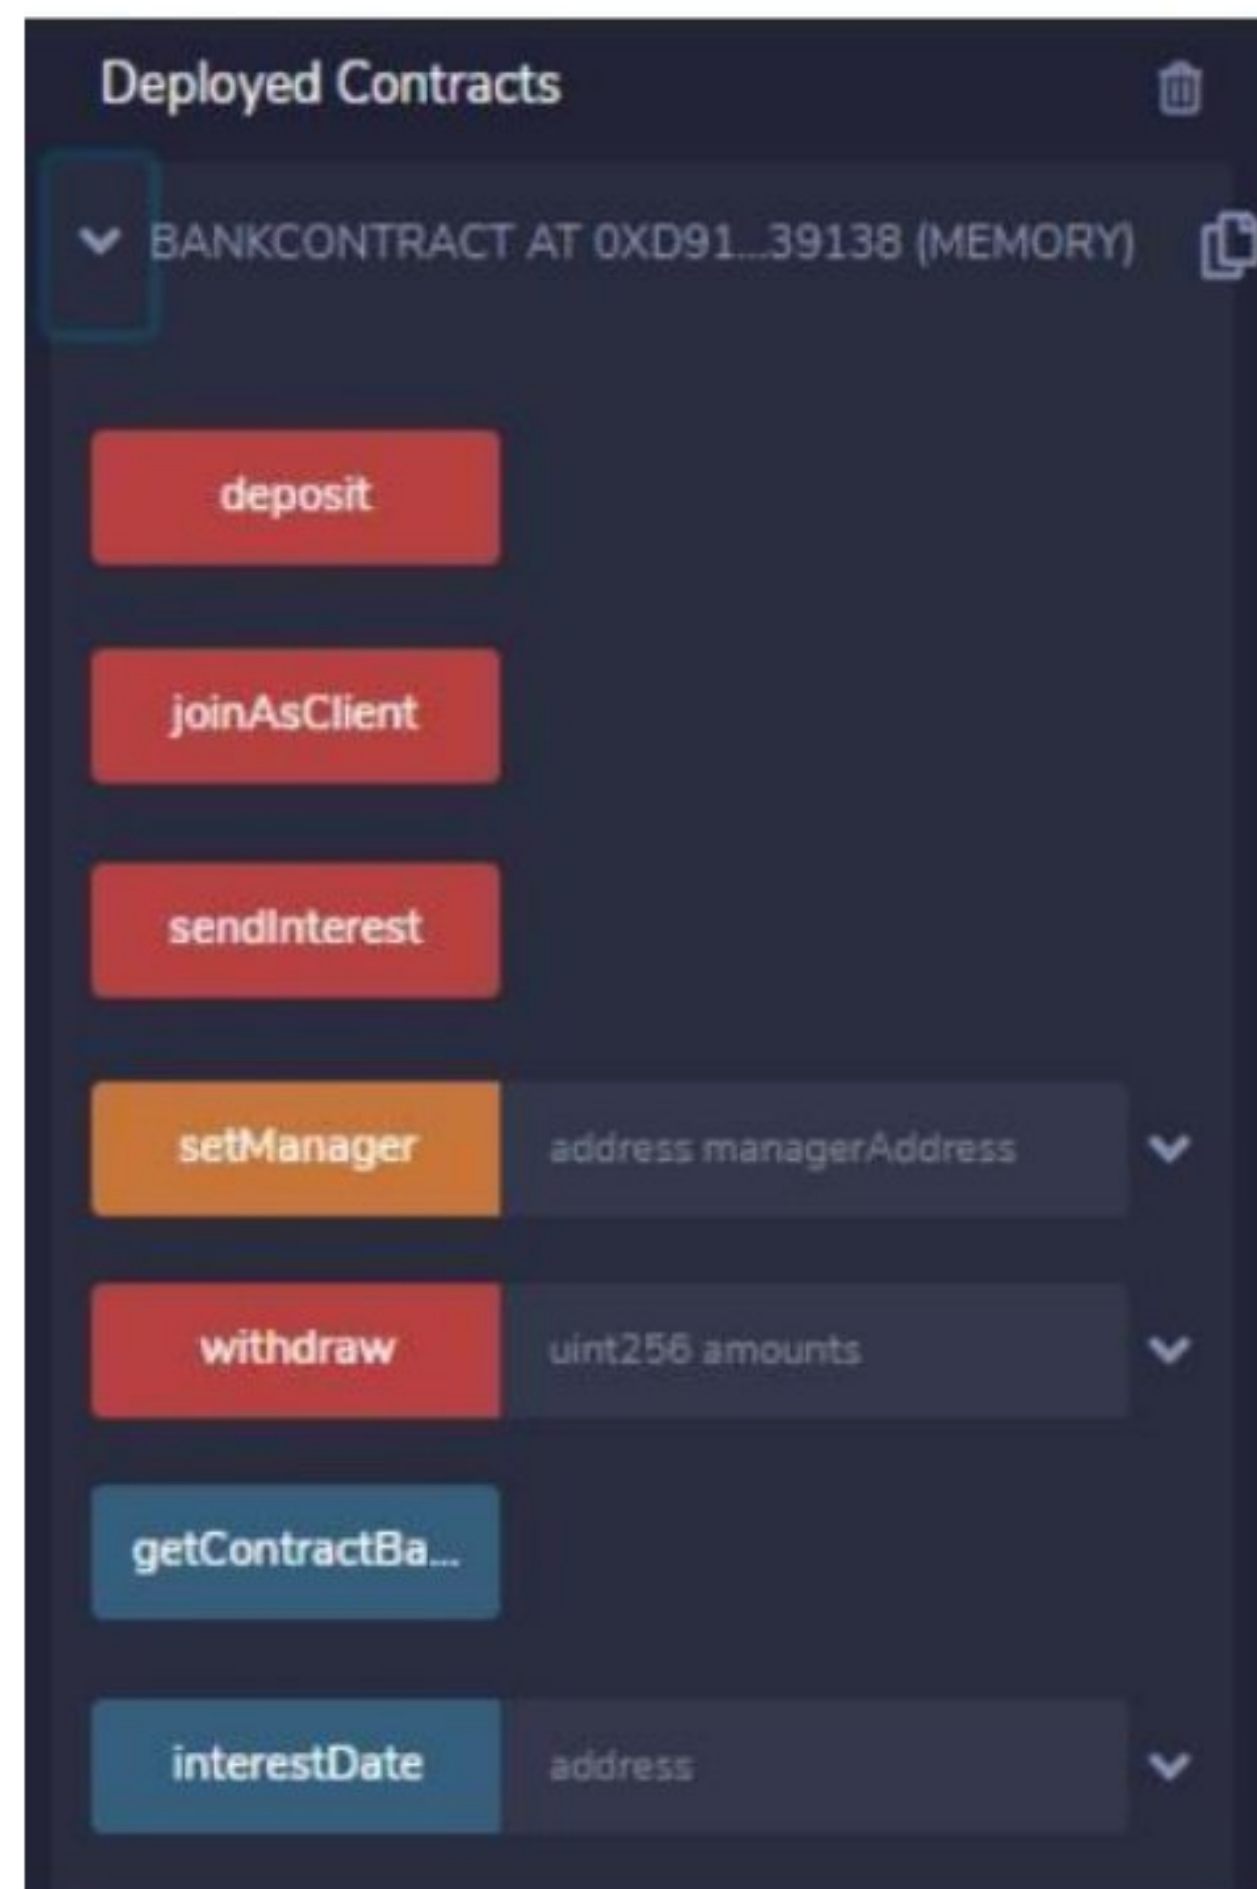 Deployed Contracts
BANKCONTRACT AT 0XD91...39138 (MEMORY)
deposit
joinAsClient
sendInterest
setManager address managerAddress
withdraw uint256 amounts
getContractBa...
interestDate address